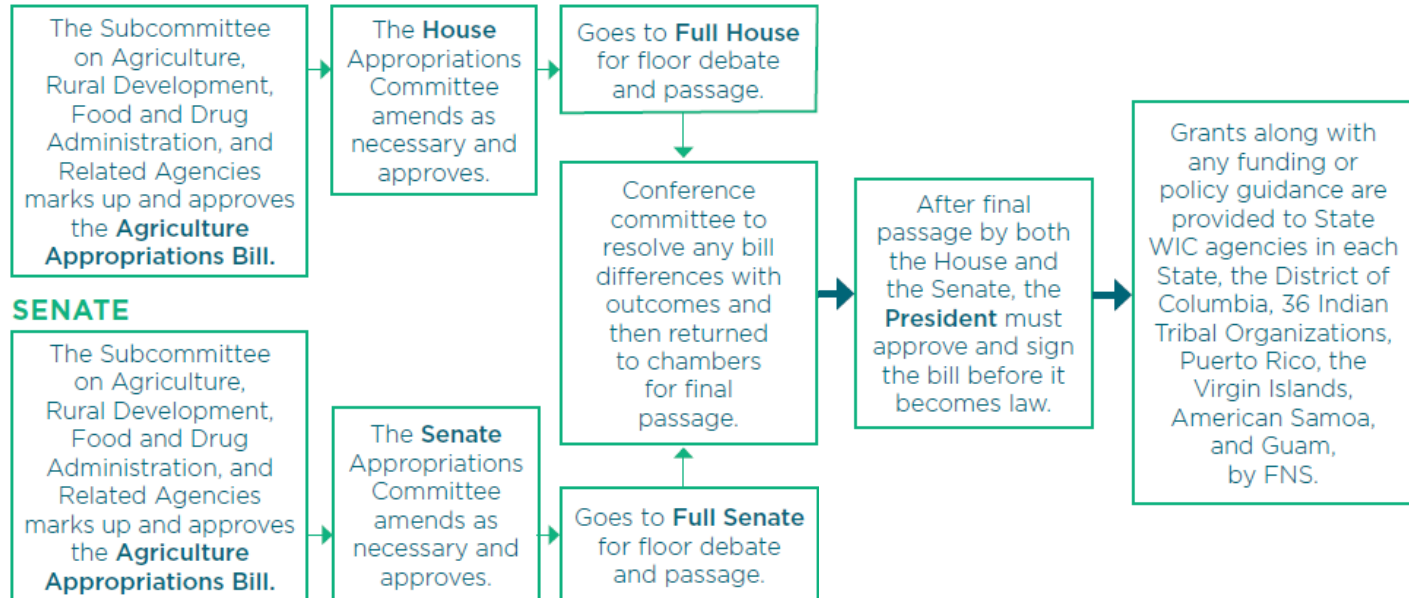 The Subcommittee
on Agriculture,
Rural Development,
Food and Drug
Administration, and
Related Agencies
marks up and approves
the Agriculture
Appropriations Bill.
The House
Appropriations
Committee
amends as
necessary and
approves.
Goes to Full House
for floor debate
and passage.
Conference
committee to
resolve any bill
differences with
outcomes and
then returned
to chambers
for final
passage.
After final
passage by both
the House and
the Senate, the
President must
approve and sign
the bill before it
becomes law.
Grants along with
any funding or
policy guidance are
provided to State
WIC agencies in each
State, the District of
Columbia, 36 Indian
Tribal Organizations,
Puerto Rico, the
Virgin Islands,
American Samoa,
and Guam,
by FNS.
SENATE
The Subcommittee
on Agriculture,
Rural Development,
Food and Drug
Administration, and
Related Agencies
marks up and approves
the Agriculture
Appropriations Bill.
The Senate
Appropriations
Committee
amends as
necessary and
approves.
Goes to Full Senate
for floor debate
and passage.